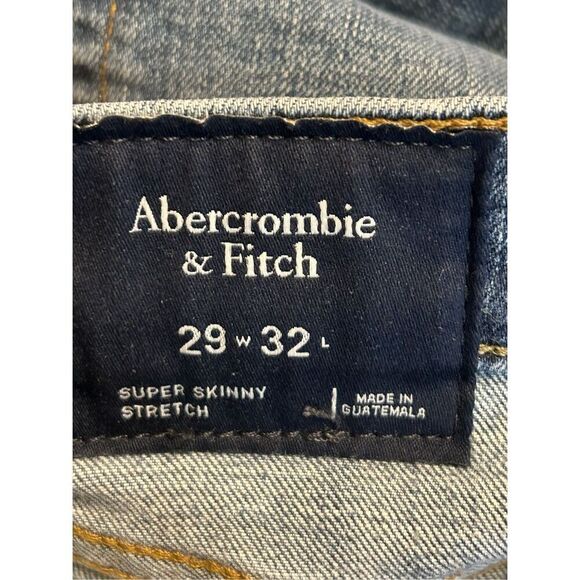 Abercrombie
& Fitch
29 W 32 L
SUPER SKINNY
STRETCH
MADE IN
GUATEMALA